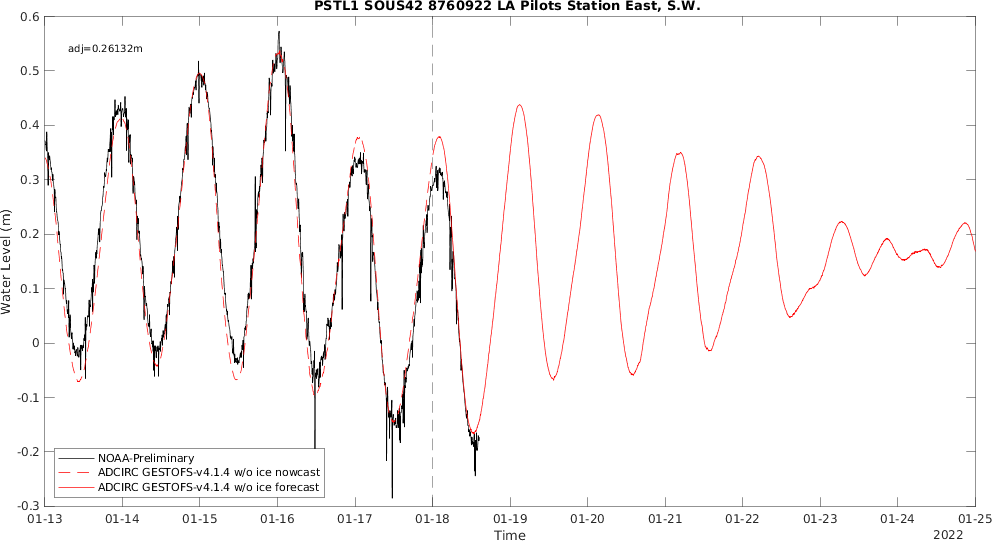 PSTL1 SOUS42 8760922 LA Pilots Station East, S.W.
adj=0.26132m
Water Level (m)
0.6
0.5
0.4
0.3
0.2
0.1
0
-0.1
-0.2
-0.3
NOAA-Preliminary
ADCIRC GESTOFS-v4.1.4 w/o ice nowcast
ADCIRC GESTOFS-v4.1.4 w/o ice forecast
01-13 01-14 01-15 01-16 01-17 01-18 01-19 01-20 01-21 01-22 01-23 01-24 01-25
Time
2022